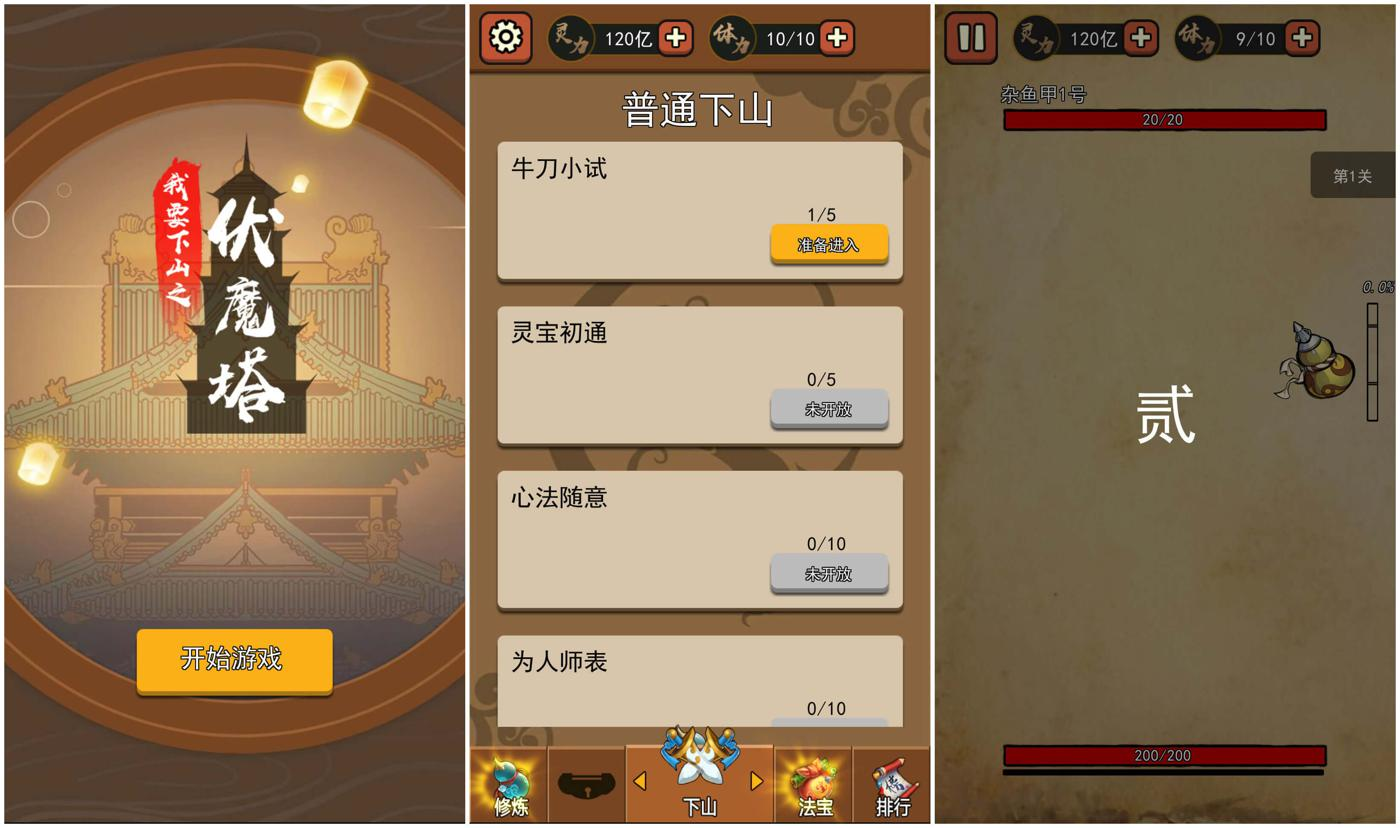 我要下山之
伏魔塔
开始游戏
灵力 120亿 体力 10/10
普通下山
牛刀小试
1/5
准备进入
灵宝初通
0/5
未开放
心法随意
0/10
未开放
为人师表
0/10
修炼 下山 法宝 排行
灵力 120亿 体力 9/10
杂鱼甲1号
20/20
第1关
0.0%
贰
200/200